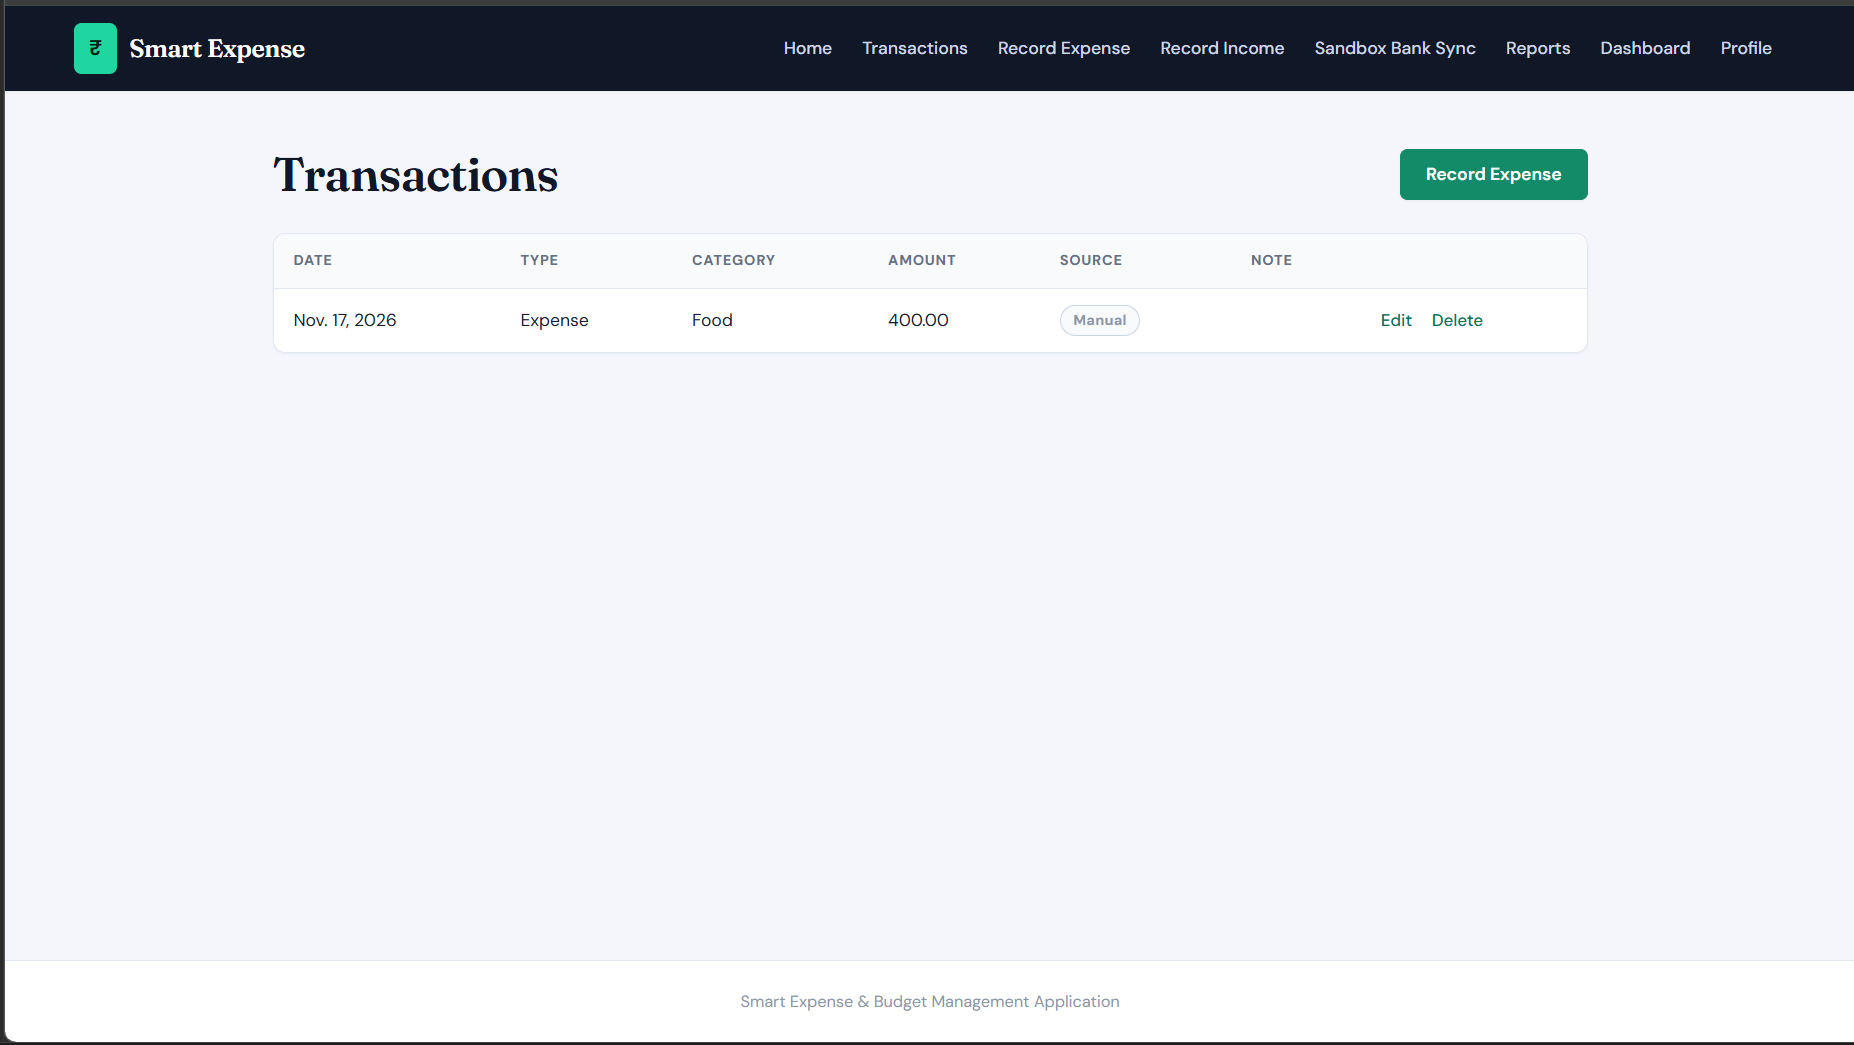 ट Smart Expense
Home Transactions Record Expense Record Income Sandbox Bank Sync Reports Dashboard Profile
Transactions
Record Expense
DATE TYPE CATEGORY AMOUNT SOURCE NOTE
Nov. 17, 2026 Expense Food 400.00 Manual Edit Delete
Smart Expense & Budget Management Application